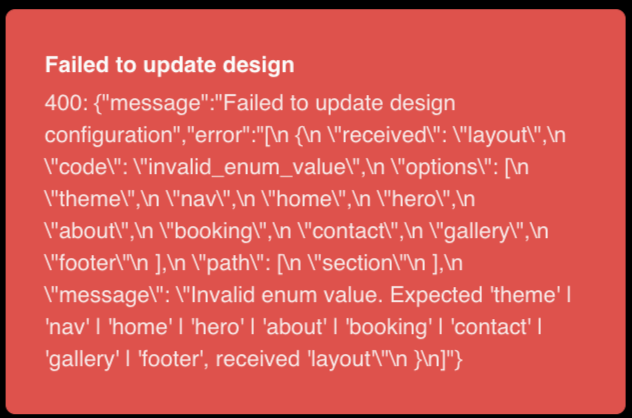 Failed to update design
400: {"message":"Failed to update design
configuration","error":"[\n {\n \"received\": \"layout\",\n
\"code\": \"invalid_enum_value\",\n \"options\": [\n
\"theme\",\n \"nav\",\n \"home\",\n \"hero\",\n
\"about\",\n \"booking\",\n \"contact\",\n \"gallery\",\n
\"footer\"\n ],\n \"path\": [\n \"section\"\n ],\n
\"message\": \"Invalid enum value. Expected 'theme' |
'nav' | 'home' | 'hero' | 'about' | 'booking' | 'contact' |
'gallery' | 'footer', received 'layout'\"\n }\n]"}